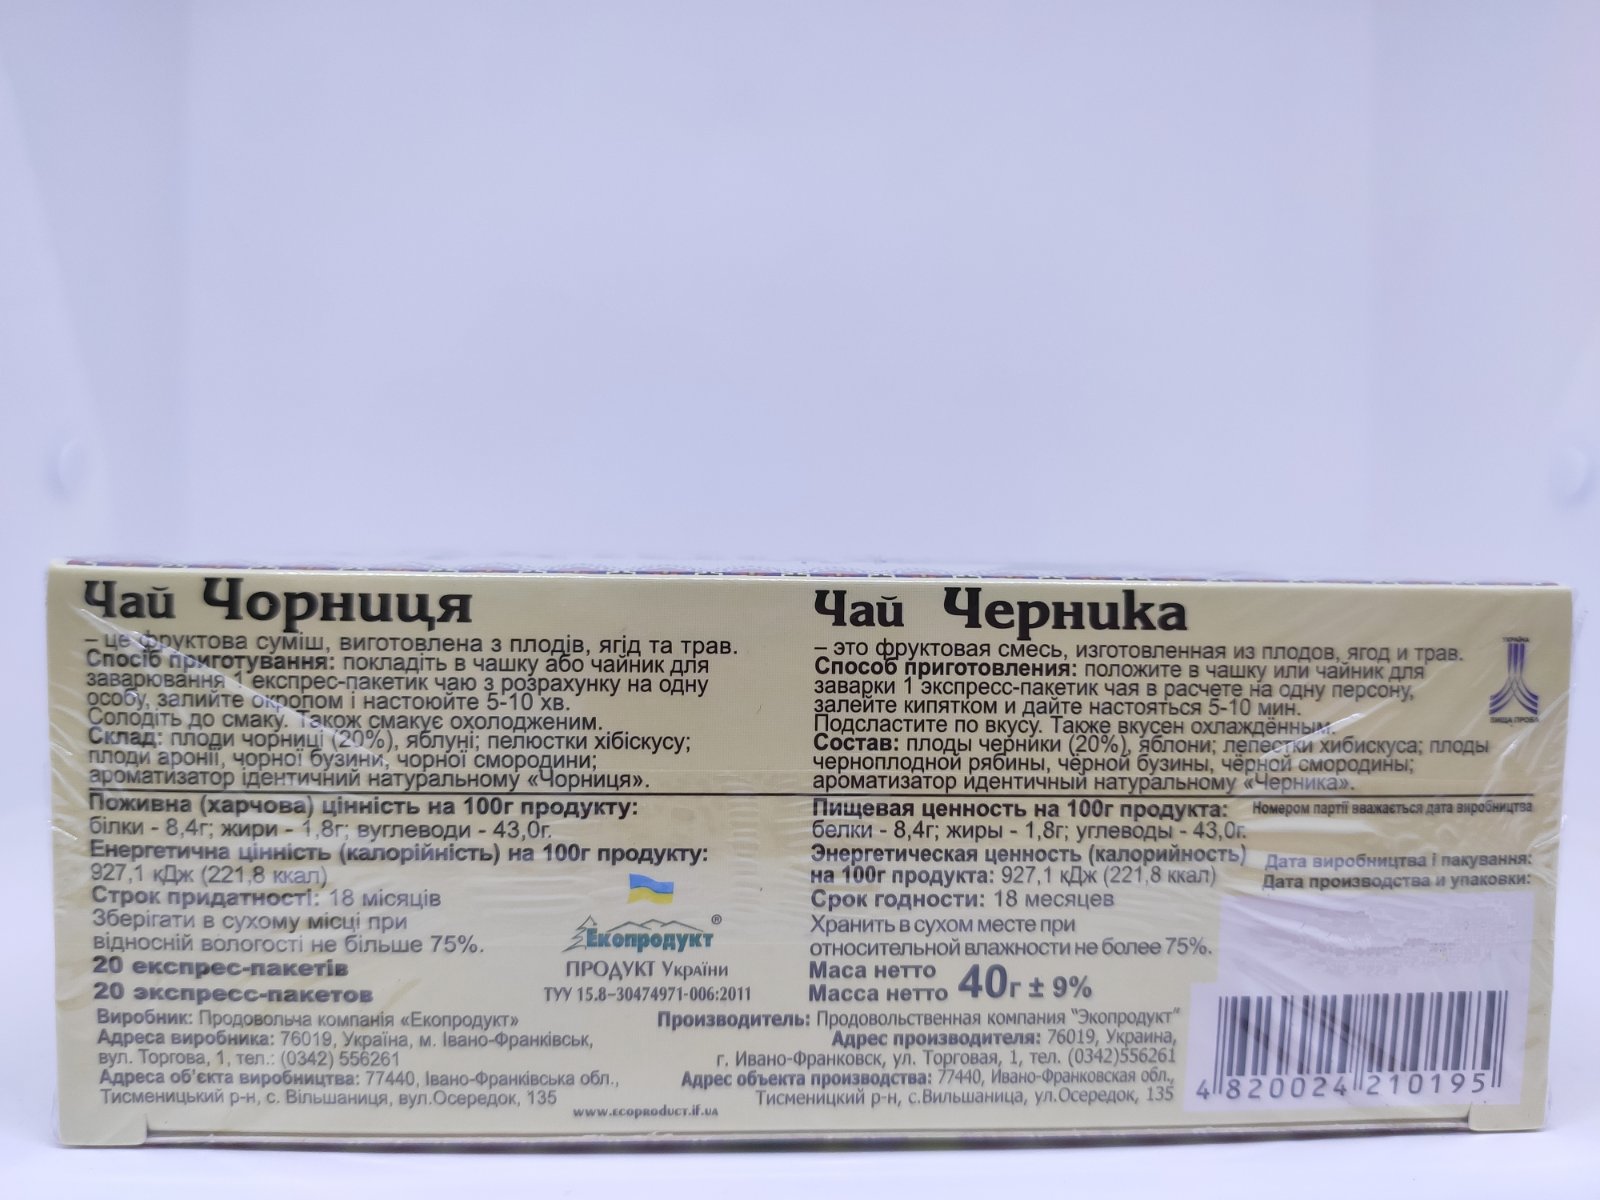 Чай Чорниця
– це фруктова суміш, виготовлена з плодів, ягід та трав.
Спосіб приготування: покладіть в чашку або чайник для
заварювання 1 експрес-пакетик чаю з розрахунку на одну
особу, залийте окропом і настоюйте 5-10 хв.
Солодіть до смаку. Також смакує охолодженим.
Склад: плоди чорниці (20%), яблуні; пелюстки хібіскусу;
плоди аронії, чорної бузини, чорної смородини;
ароматизатор ідентичний натуральному «Чорниця».
Поживна (харчова) цінність на 100г продукту:
білки - 8,4г; жири - 1,8г; вуглеводи - 43,0г.
Енергетична цінність (калорійність) на 100г продукту:
927,1 кДж (221,8 ккал)
Строк придатності: 18 місяців
Зберігати в сухому місці при
відносній вологості не більше 75%.
20 експрес-пакетів
20 экспресс-пакетов
Екопродукт®
ПРОДУКТ України
ТУУ 15.8-30474971-006:2011
Виробник: Продовольча компанія «Екопродукт»
Адреса виробника: 76019, Україна, м. Івано-Франківськ,
вул. Торгова, 1, тел.: (0342) 556261
Адреса об’єкта виробництва: 77440, Івано-Франківська обл.,
Тисменицький р-н, с. Вільшаниця, вул.Осередок, 135
www.ecoproduct.if.ua
Чай Черника
– это фруктовая смесь, изготовленная из плодов, ягод и трав.
Способ приготовления: положите в чашку или чайник для
заварки 1 экспресс-пакетик чая в расчете на одну персону,
залейте кипятком и дайте настояться 5-10 мин.
Подсластите по вкусу. Также вкусен охлаждённым.
Состав: плоды черники (20%), яблони; лепестки хибискуса; плоды
черноплодной рябины, чёрной бузины, чёрной смородины;
ароматизатор идентичный натуральному «Черника».
УКРАЇНА
ВИЩА ПРОБА
Пищевая ценность на 100г продукта:
белки - 8,4г; жиры - 1,8г; углеводы - 43,0г.
Энергетическая ценность (калорийность)
на 100г продукта: 927,1 кДж (221,8 ккал)
Срок годности: 18 месяцев
Хранить в сухом месте при
относительной влажности не более 75%.
Маса нетто
Масса нетто 40г ± 9%
Номером партії вважається дата виробництва
Дата виробництва і пакування:
Дата производства и упаковки:
Производитель: Продовольственная компания "Экопродукт"
Адрес производителя: 76019, Украина,
г. Ивано-Франковск, ул. Торговая, 1, тел. (0342)556261
Адрес объекта производства: 77440, Ивано-Франковская обл.,
Тисменицкий р-н, с.Вильшаница, ул.Осередок, 135
4 820024 210195